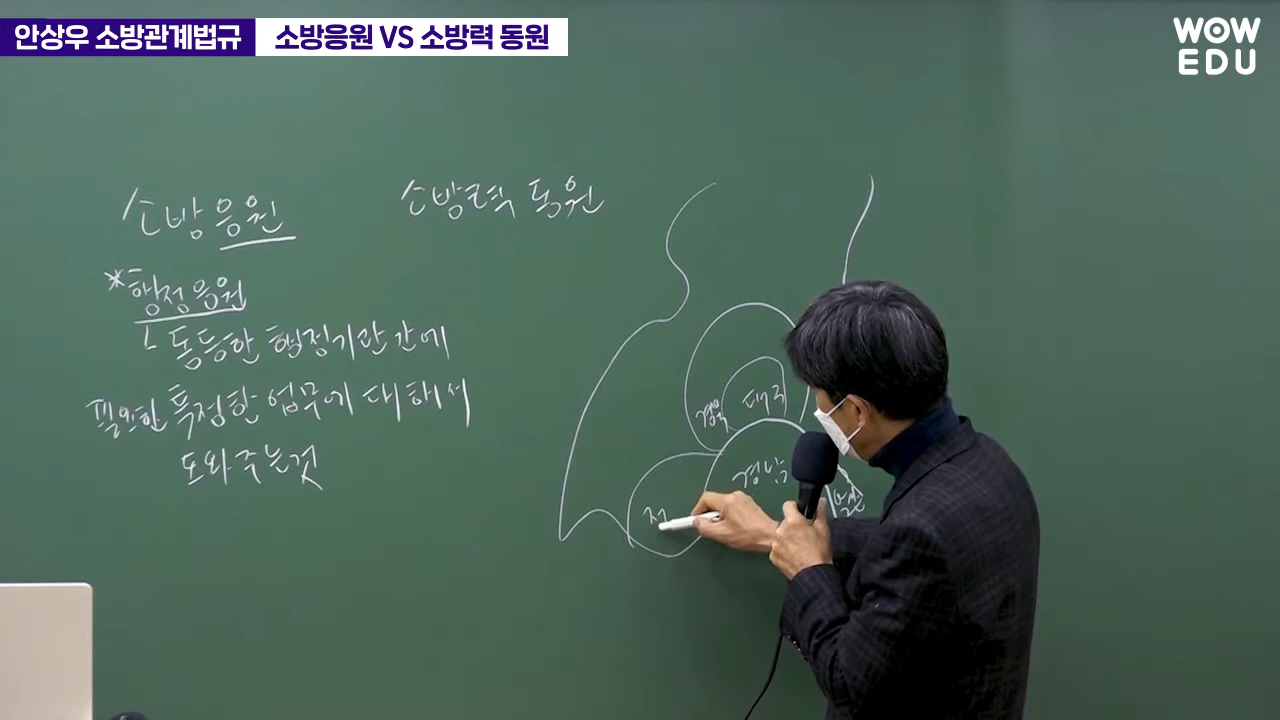 안상우 소방관계법규
소방응원 VS 소방력 동원
WOW
EDU
소방응원
소방력 동원
*행정응원
ㄴ동등한 행정기관 간에
필요한 특정한 업무에 대해서
도와주는것
경북
대구
경남
울산